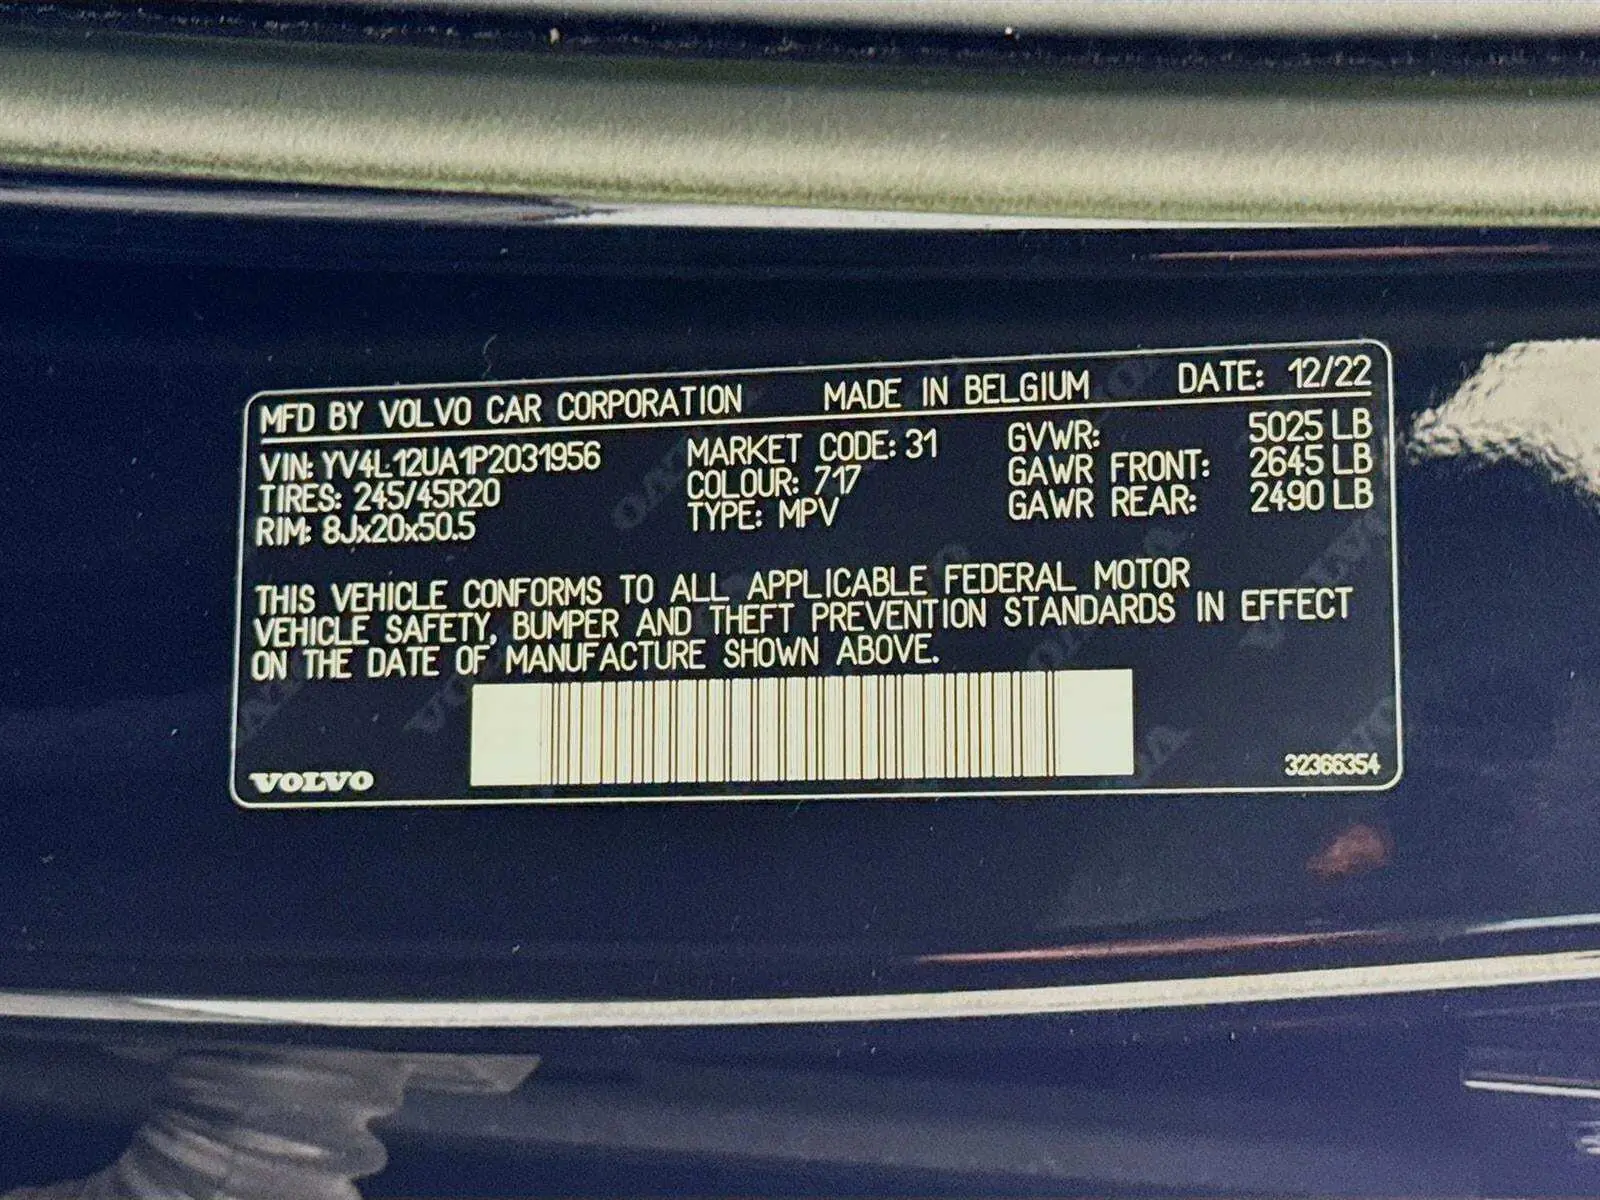 MFD BY VOLVO CAR CORPORATION MADE IN BELGIUM DATE: 12/22
VIN: YV4L12UA1P2031956 MARKET CODE: 31 GVWR: 5025 LB
TIRES: 245/45R20 COLOUR: 717 GAWR FRONT: 2645 LB
RIM: 8Jx20x50.5 TYPE: MPV GAWR REAR: 2490 LB
THIS VEHICLE CONFORMS TO ALL APPLICABLE FEDERAL MOTOR
VEHICLE SAFETY, BUMPER AND THEFT PREVENTION STANDARDS IN EFFECT
ON THE DATE OF MANUFACTURE SHOWN ABOVE.
VOLVO 32366354